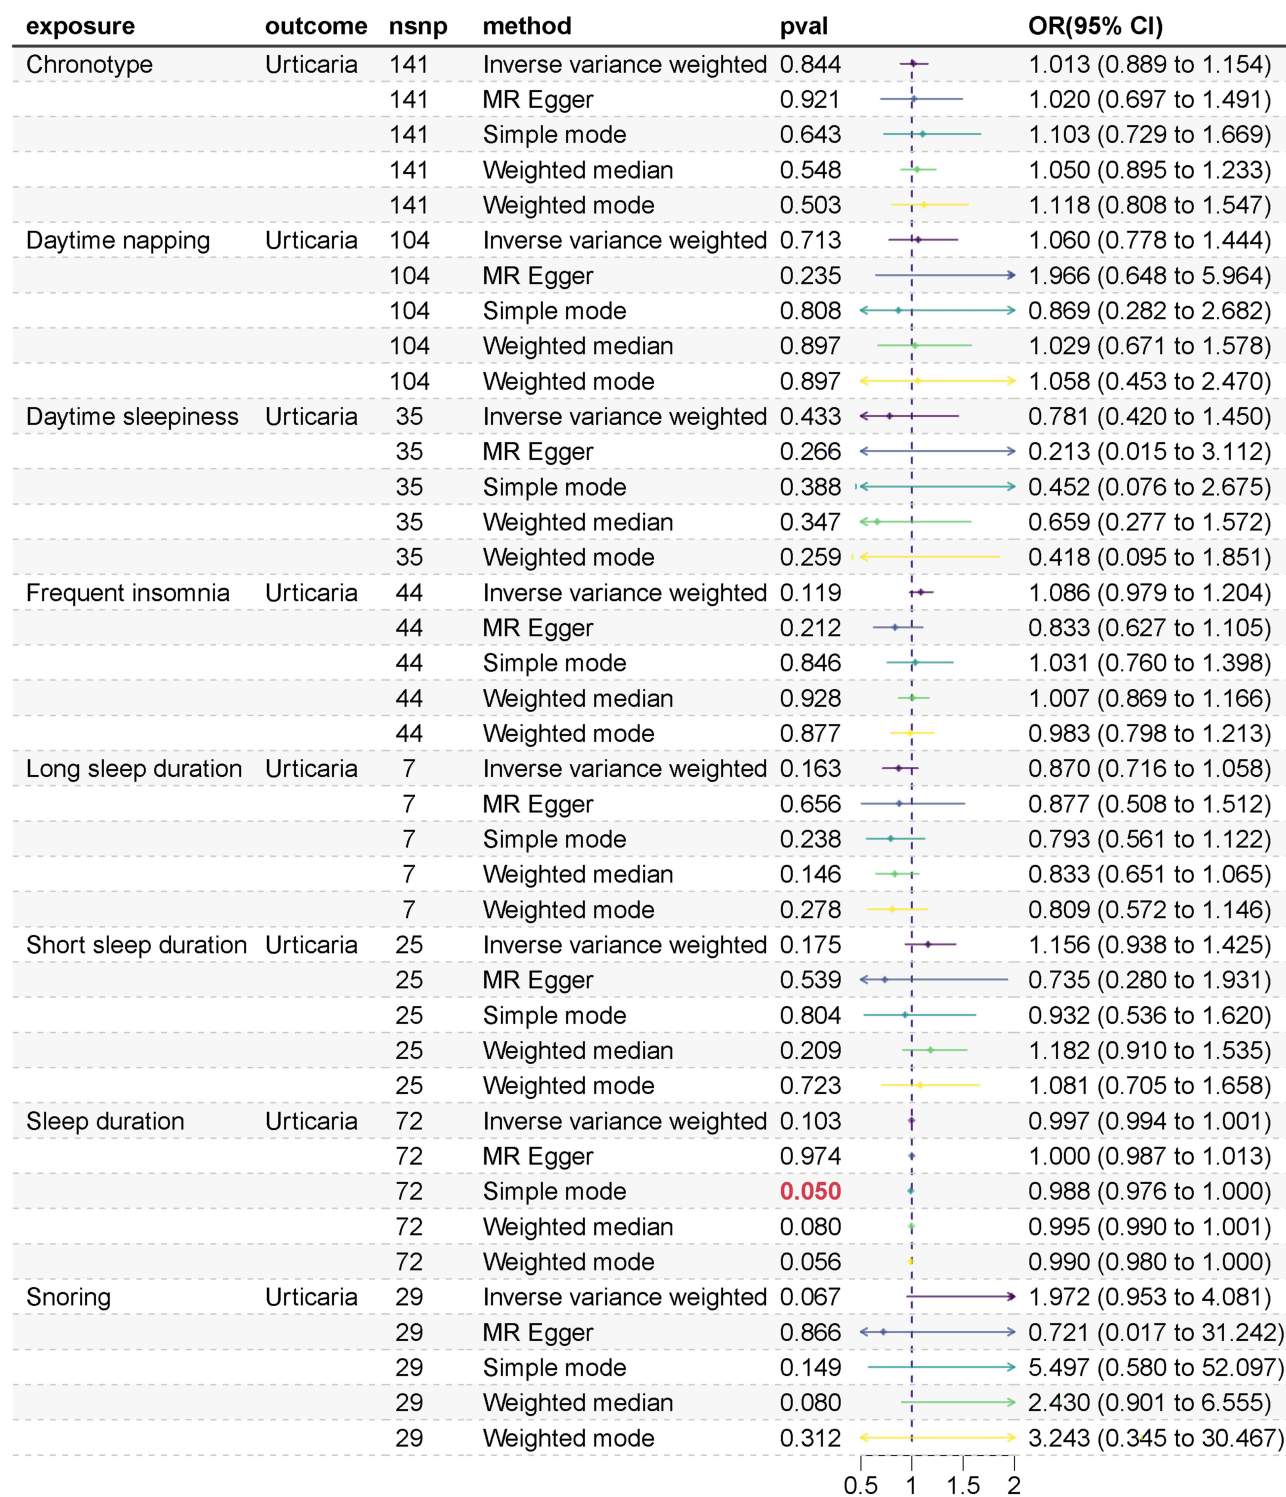 exposure outcome nsnp method pval OR(95% CI)
Chronotype Urticaria 141 Inverse variance weighted 0.844 1.013 (0.889 to 1.154)
141 MR Egger 0.921 1.020 (0.697 to 1.491)
141 Simple mode 0.643 1.103 (0.729 to 1.669)
141 Weighted median 0.548 1.050 (0.895 to 1.233)
141 Weighted mode 0.503 1.118 (0.808 to 1.547)
Daytime napping Urticaria 104 Inverse variance weighted 0.713 1.060 (0.778 to 1.444)
104 MR Egger 0.235 1.966 (0.648 to 5.964)
104 Simple mode 0.808 0.869 (0.282 to 2.682)
104 Weighted median 0.897 1.029 (0.671 to 1.578)
104 Weighted mode 0.897 1.058 (0.453 to 2.470)
Daytime sleepiness Urticaria 35 Inverse variance weighted 0.433 0.781 (0.420 to 1.450)
35 MR Egger 0.266 0.213 (0.015 to 3.112)
35 Simple mode 0.388 0.452 (0.076 to 2.675)
35 Weighted median 0.347 0.659 (0.277 to 1.572)
35 Weighted mode 0.259 0.418 (0.095 to 1.851)
Frequent insomnia Urticaria 44 Inverse variance weighted 0.119 1.086 (0.979 to 1.204)
44 MR Egger 0.212 0.833 (0.627 to 1.105)
44 Simple mode 0.846 1.031 (0.760 to 1.398)
44 Weighted median 0.928 1.007 (0.869 to 1.166)
44 Weighted mode 0.877 0.983 (0.798 to 1.213)
Long sleep duration Urticaria 7 Inverse variance weighted 0.163 0.870 (0.716 to 1.058)
7 MR Egger 0.656 0.877 (0.508 to 1.512)
7 Simple mode 0.238 0.793 (0.561 to 1.122)
7 Weighted median 0.146 0.833 (0.651 to 1.065)
7 Weighted mode 0.278 0.809 (0.572 to 1.146)
Short sleep duration Urticaria 25 Inverse variance weighted 0.175 1.156 (0.938 to 1.425)
25 MR Egger 0.539 0.735 (0.280 to 1.931)
25 Simple mode 0.804 0.932 (0.536 to 1.620)
25 Weighted median 0.209 1.182 (0.910 to 1.535)
25 Weighted mode 0.723 1.081 (0.705 to 1.658)
Sleep duration Urticaria 72 Inverse variance weighted 0.103 0.997 (0.994 to 1.001)
72 MR Egger 0.974 1.000 (0.987 to 1.013)
72 Simple mode 0.050 0.988 (0.976 to 1.000)
72 Weighted median 0.080 0.995 (0.990 to 1.001)
72 Weighted mode 0.056 0.990 (0.980 to 1.000)
Snoring Urticaria 29 Inverse variance weighted 0.067 1.972 (0.953 to 4.081)
29 MR Egger 0.866 0.721 (0.017 to 31.242)
29 Simple mode 0.149 5.497 (0.580 to 52.097)
29 Weighted median 0.080 2.430 (0.901 to 6.555)
29 Weighted mode 0.312 3.243 (0.345 to 30.467)
0.5 1 1.5 2